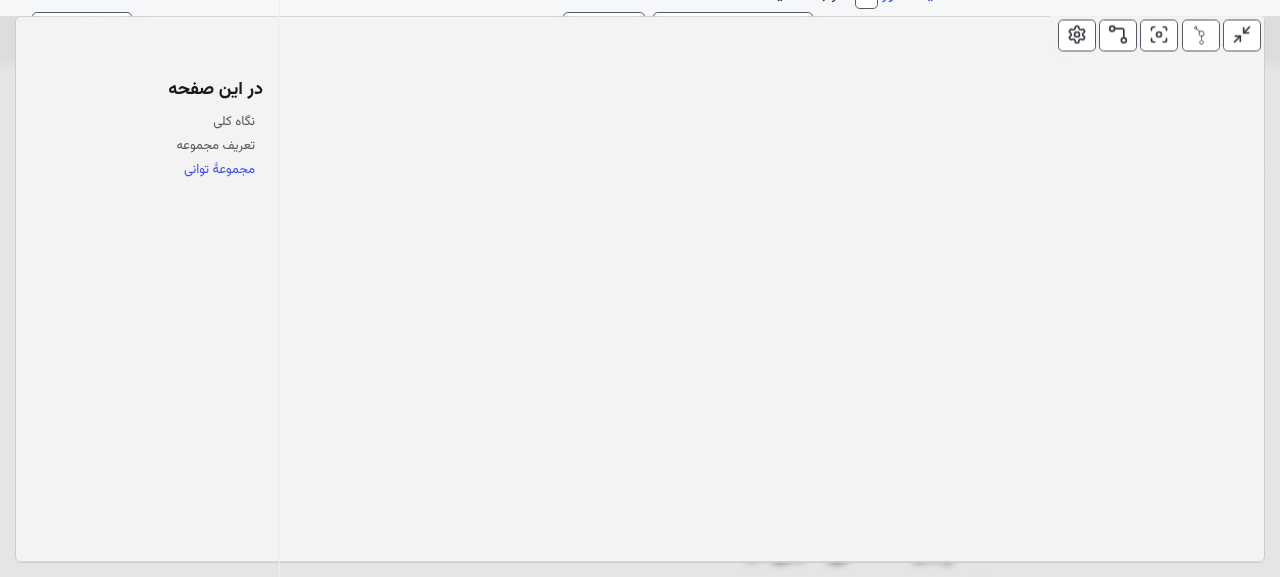 در این صفحه
نگاه کلی
تعریف مجموعه
مجموعهٔ توانی